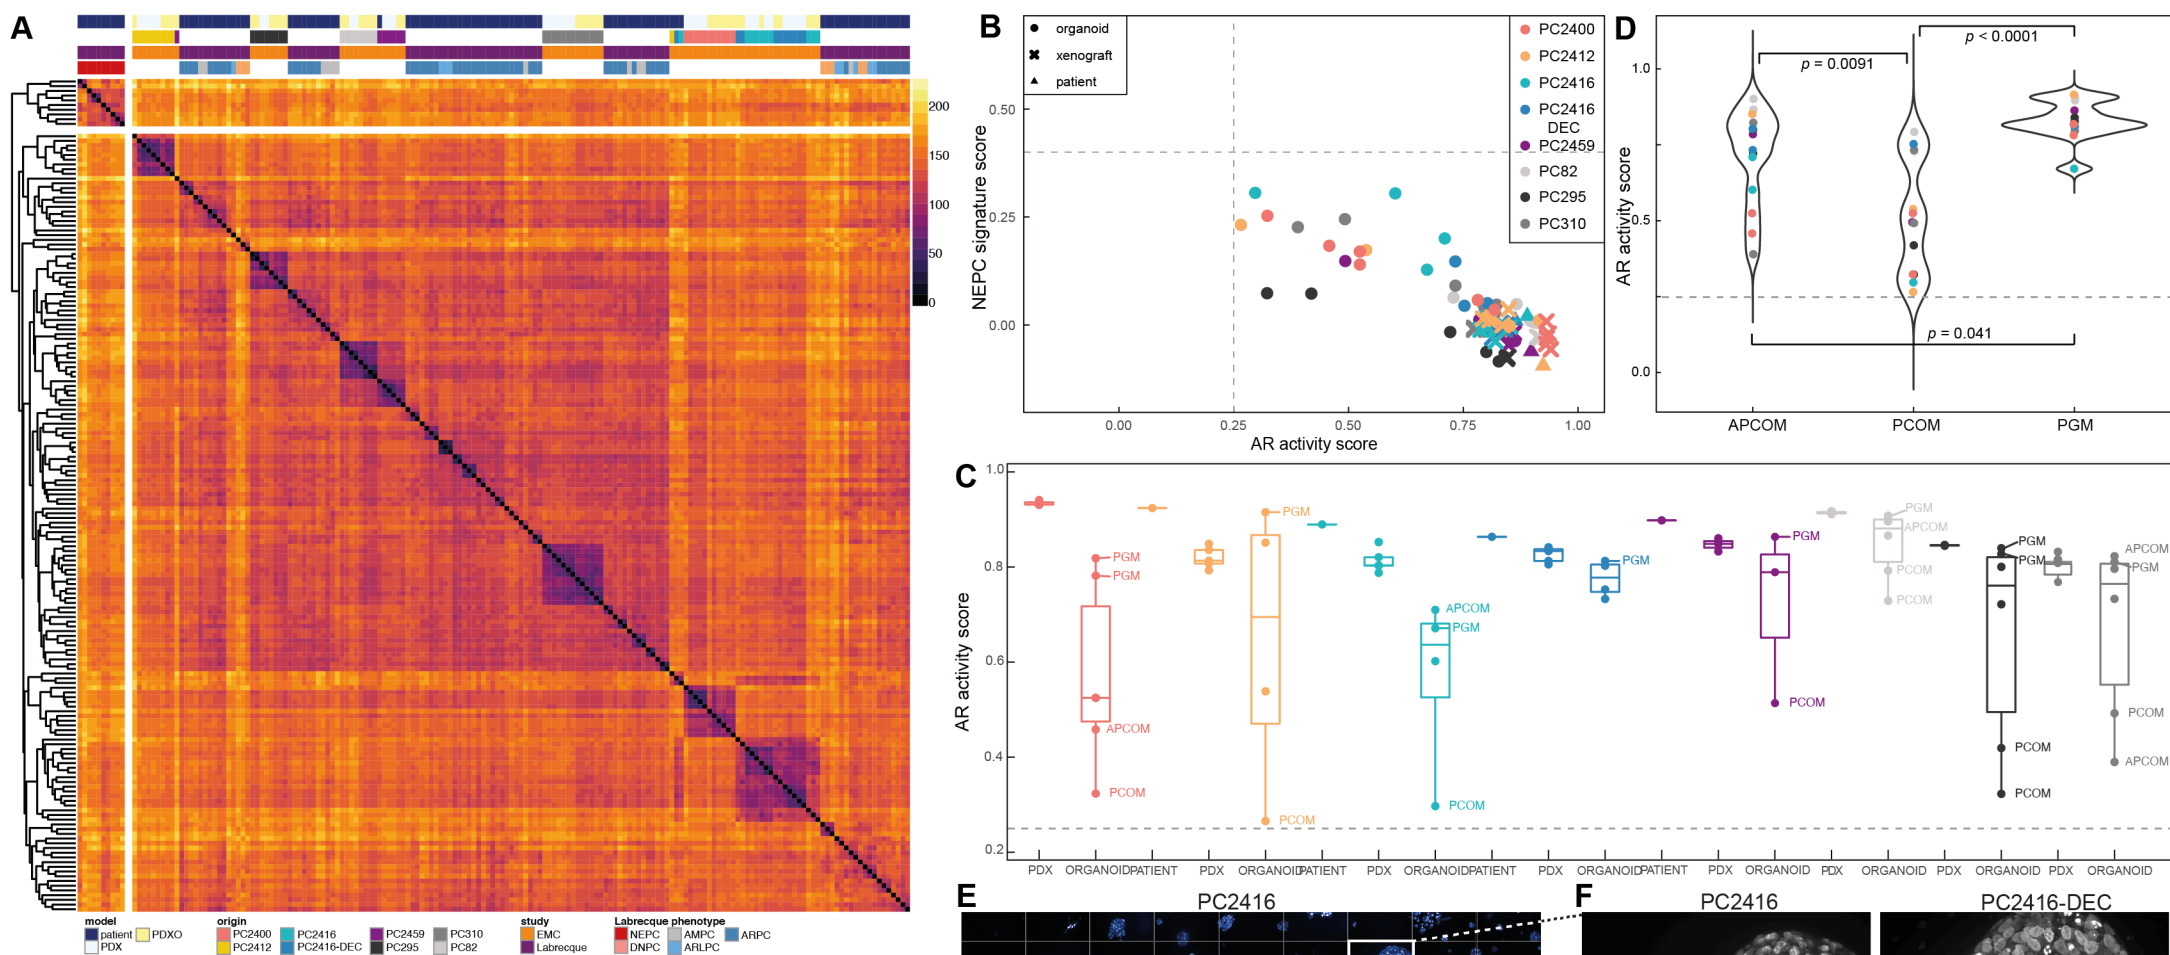 A
200
150
100
50
0
model
patient
PDXO
PDX
origin
PC2400
PC2416
PC2459
PC310
PC2412
PC2416-DEC
PC295
PC82
study
EMC
Labrecque
Labrecque phenotype
NEPC
AMPC
ARPC
DNPC
ARLPC
B
organoid
xenograft
patient
PC2400
PC2412
PC2416
PC2416
DEC
PC2459
PC82
PC295
PC310
NEPC signature score
0.50
0.25
0.00
0.00
0.25
0.50
0.75
1.00
AR activity score
D
AR activity score
1.0
0.5
0.0
p = 0.0091
p < 0.0001
p = 0.041
APCOM
PCOM
PGM
C
AR activity score
1.0
0.8
0.6
0.4
0.2
PGM
PGM
APCOM
PCOM
PGM
PCOM
APCOM
PGM
PCOM
PGM
PGM
PCOM
PGM
APCOM
PCOM
PCOM
PGM
PGM
PCOM
PCOM
APCOM
PGM
PCOM
APCOM
PDX
ORGANOID
PATIENT
PDX
ORGANOID
PATIENT
PDX
ORGANOID
PATIENT
PDX
ORGANOID
PATIENT
PDX
ORGANOID
PDX
ORGANOID
PDX
ORGANOID
PDX
ORGANOID
E
PC2416
F
PC2416
PC2416-DEC